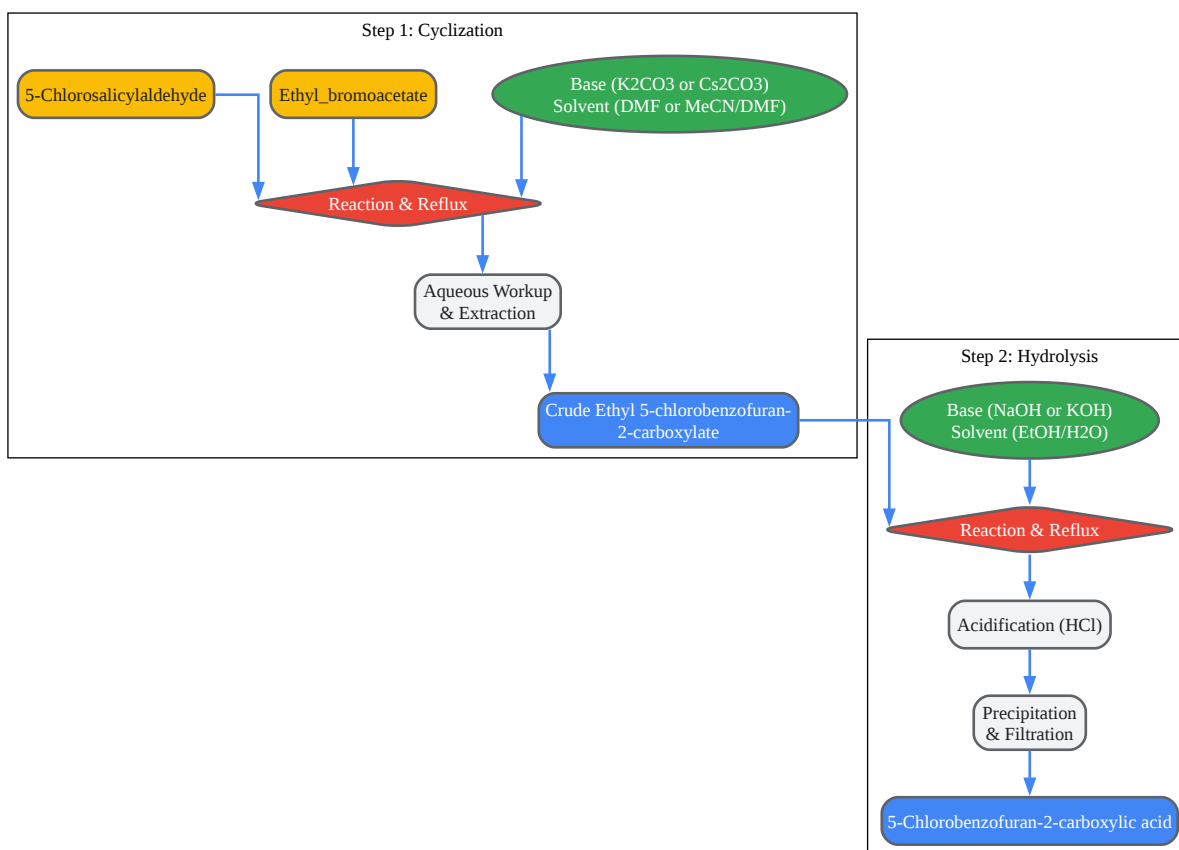 Step 1: Cyclization
5-Chlorosalicylaldehyde
Ethyl_bromoacetate
Base (K2CO3 or Cs2CO3)
Solvent (DMF or MeCN/DMF)
Reaction & Reflux
Aqueous Workup
& Extraction
Crude Ethyl 5-chlorobenzofuran-
2-carboxylate
Step 2: Hydrolysis
Base (NaOH or KOH)
Solvent (EtOH/H2O)
Reaction & Reflux
Acidification (HCl)
Precipitation
& Filtration
5-Chlorobenzofuran-2-carboxylic acid